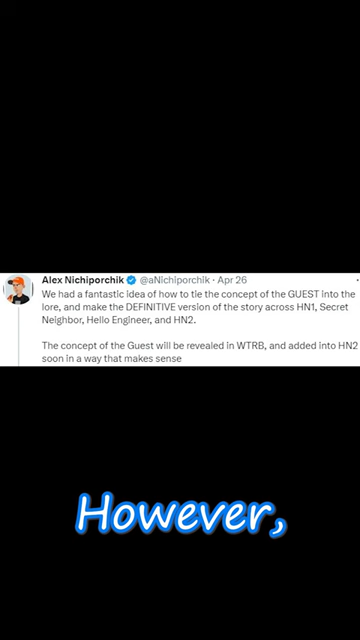 Alex Nichiporchik @aNichiporchik · Apr 26
We had a fantastic idea of how to tie the concept of the GUEST into the
lore, and make the DEFINITIVE version of the story across HN1, Secret
Neighbor, Hello Engineer, and HN2.
The concept of the Guest will be revealed in WTRB, and added into HN2
soon in a way that makes sense
However,